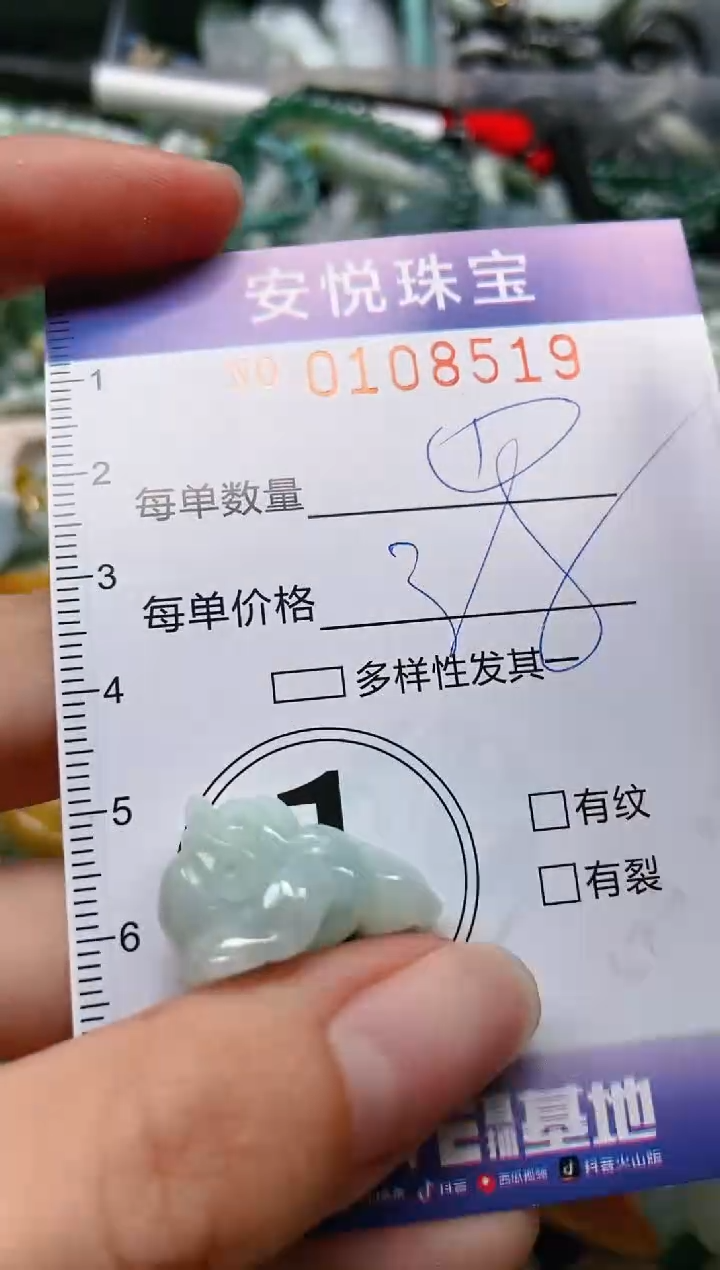 安悦珠宝
NO 0108519
1
2
每单数量 ①
3
每单价格
4
多样性发其一
1
5
有纹
有裂
6
基地
抖音 西瓜视频 抖音火山版